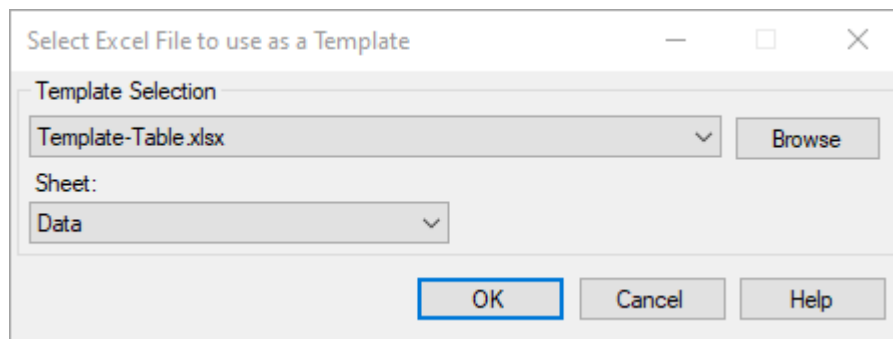 Select Excel File to use as a Template
Template Selection
Template-Table.xlsx
Browse
Sheet:
Data
OK
Cancel
Help